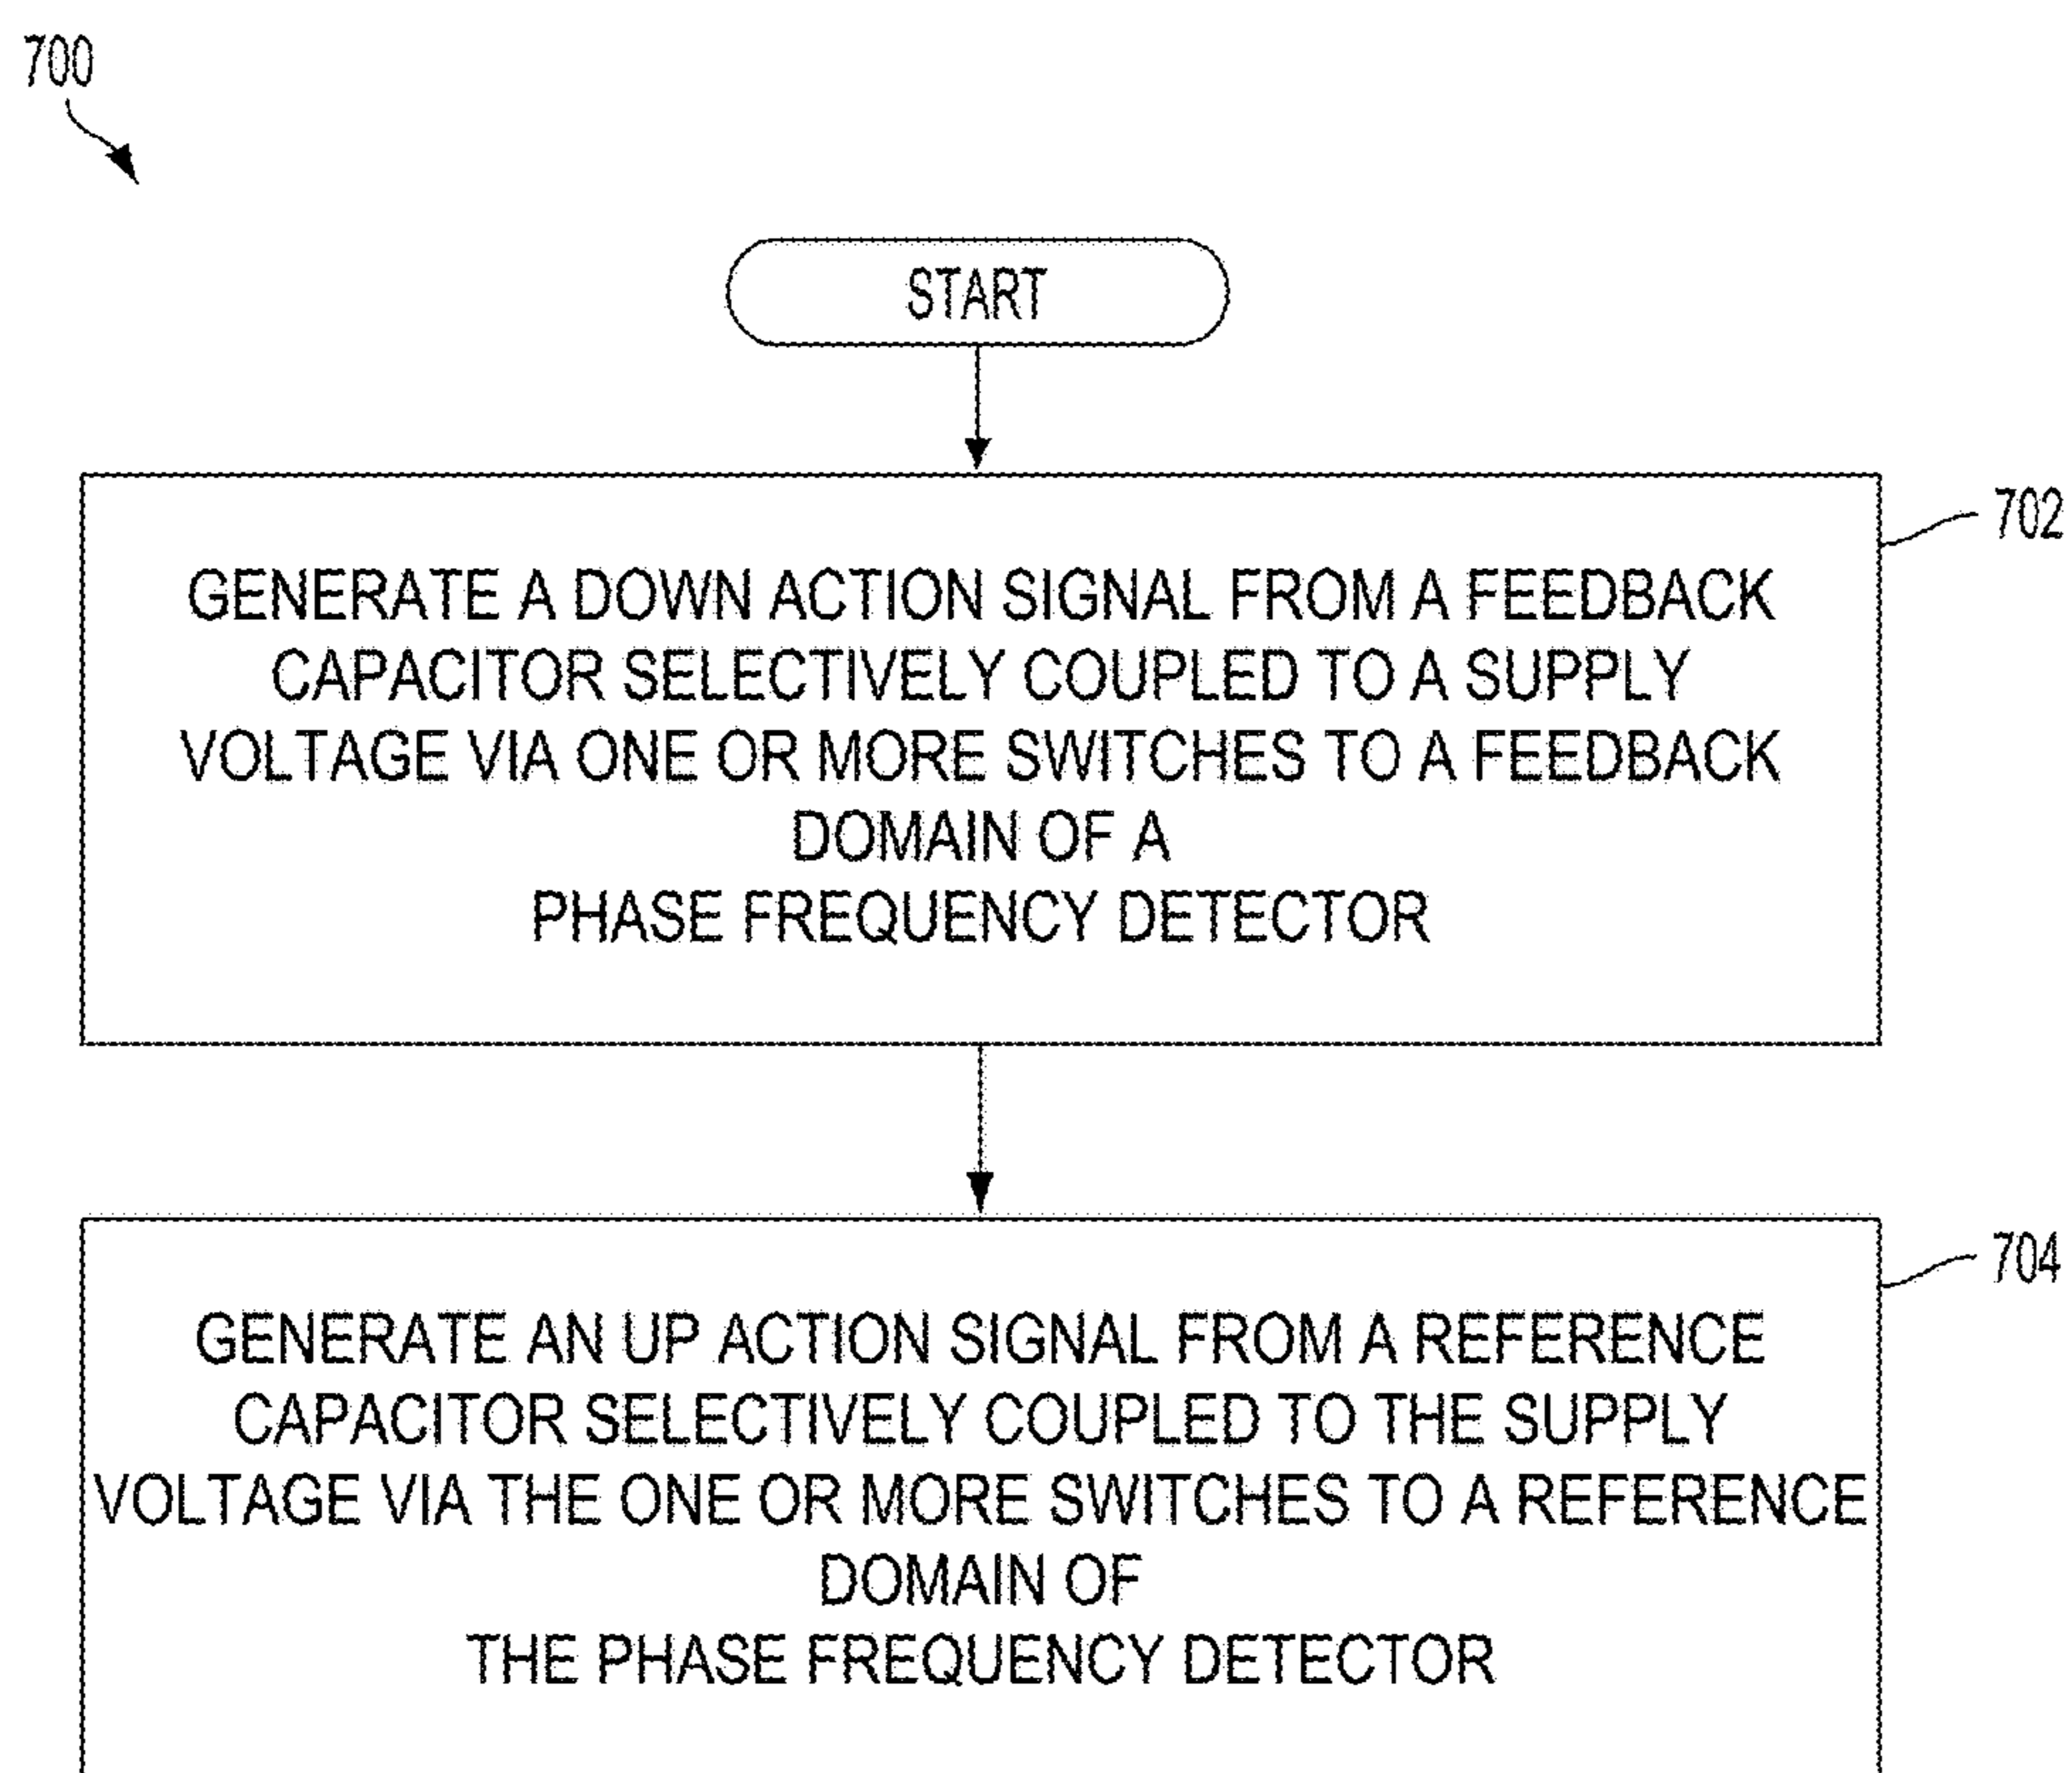 700
START
702
GENERATE A DOWN ACTION SIGNAL FROM A FEEDBACK
CAPACITOR SELECTIVELY COUPLED TO A SUPPLY
VOLTAGE VIA ONE OR MORE SWITCHES TO A FEEDBACK
DOMAIN OF A
PHASE FREQUENCY DETECTOR
704
GENERATE AN UP ACTION SIGNAL FROM A REFERENCE
CAPACITOR SELECTIVELY COUPLED TO THE SUPPLY
VOLTAGE VIA THE ONE OR MORE SWITCHES TO A REFERENCE
DOMAIN OF
THE PHASE FREQUENCY DETECTOR